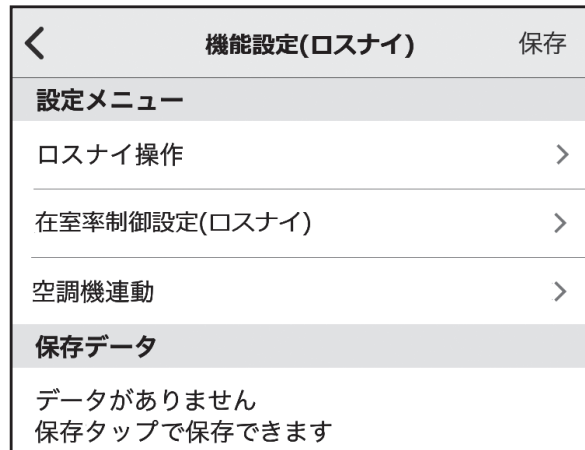 機能設定(ロスナイ) 保存
設定メニュー
ロスナイ操作
在室率制御設定(ロスナイ)
空調機連動
保存データ
データがありません
保存タップで保存できます